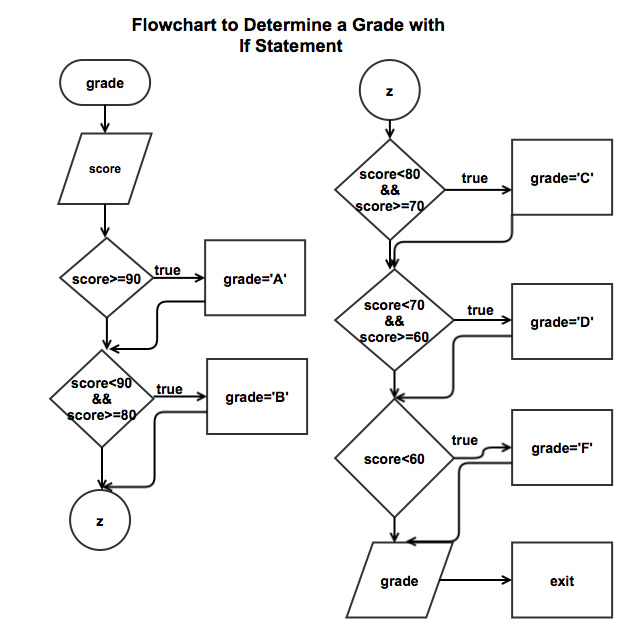 Flowchart to Determine a Grade with
If Statement
grade
score
score>=90
true
grade='A'
score<90
&&
score>=80
true
grade='B'
z
z
score<80
&&
score>=70
true
grade='C'
score<70
&&
score>=60
true
grade='D'
score<60
true
grade='F'
grade
exit